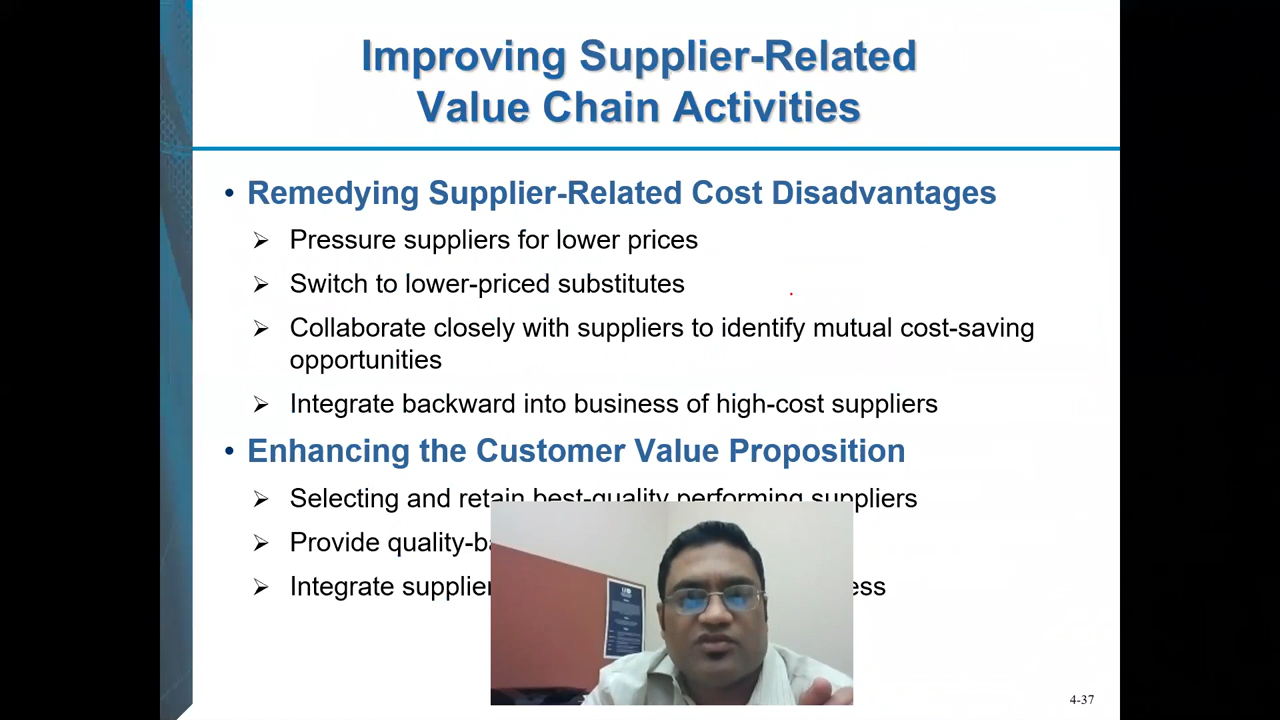 Improving Supplier-Related
Value Chain Activities
• Remedying Supplier-Related Cost Disadvantages
➢ Pressure suppliers for lower prices
➢ Switch to lower-priced substitutes
➢ Collaborate closely with suppliers to identify mutual cost-saving
opportunities
➢ Integrate backward into business of high-cost suppliers
• Enhancing the Customer Value Proposition
➢ Selecting and retain best-quality performing suppliers
➢ Provide quality-
➢ Integrate
4-37